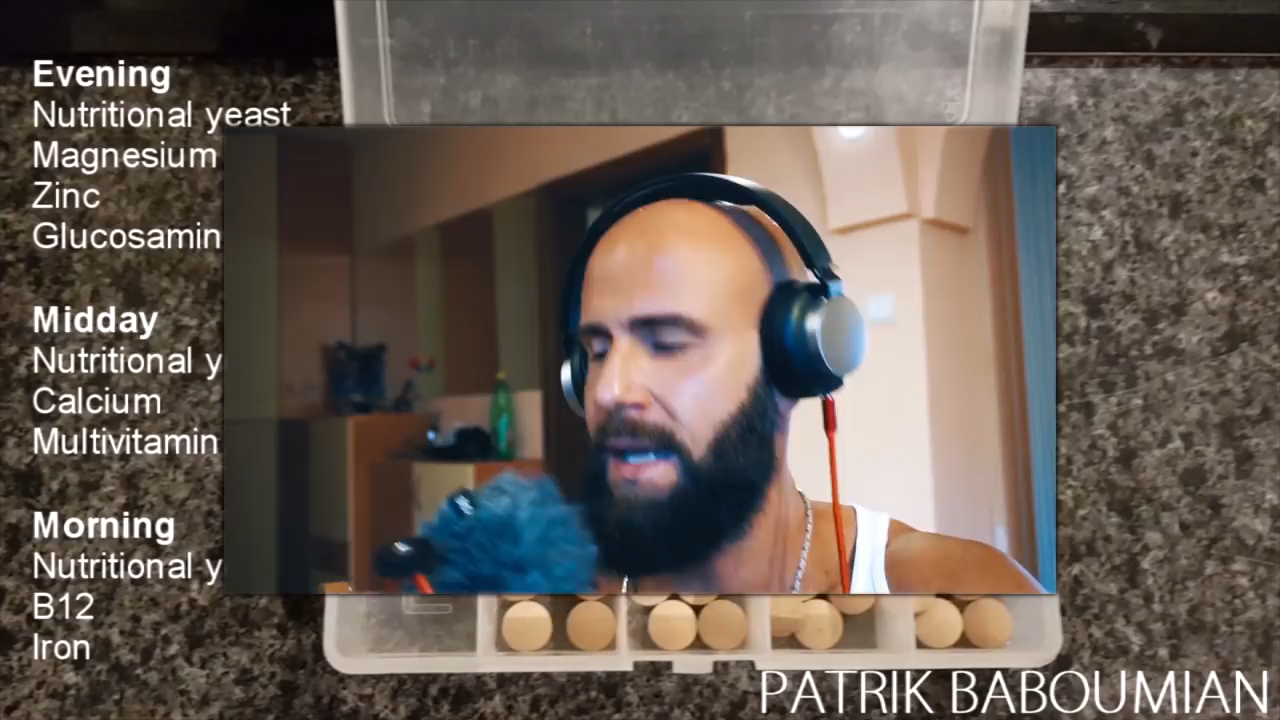 Evening
Nutritional yeast
Magnesium
Zinc
Glucosamin
Midday
Nutritional y
Calcium
Multivitamin
Morning
Nutritional y
B12
Iron
PATRIK BABOUMIAN